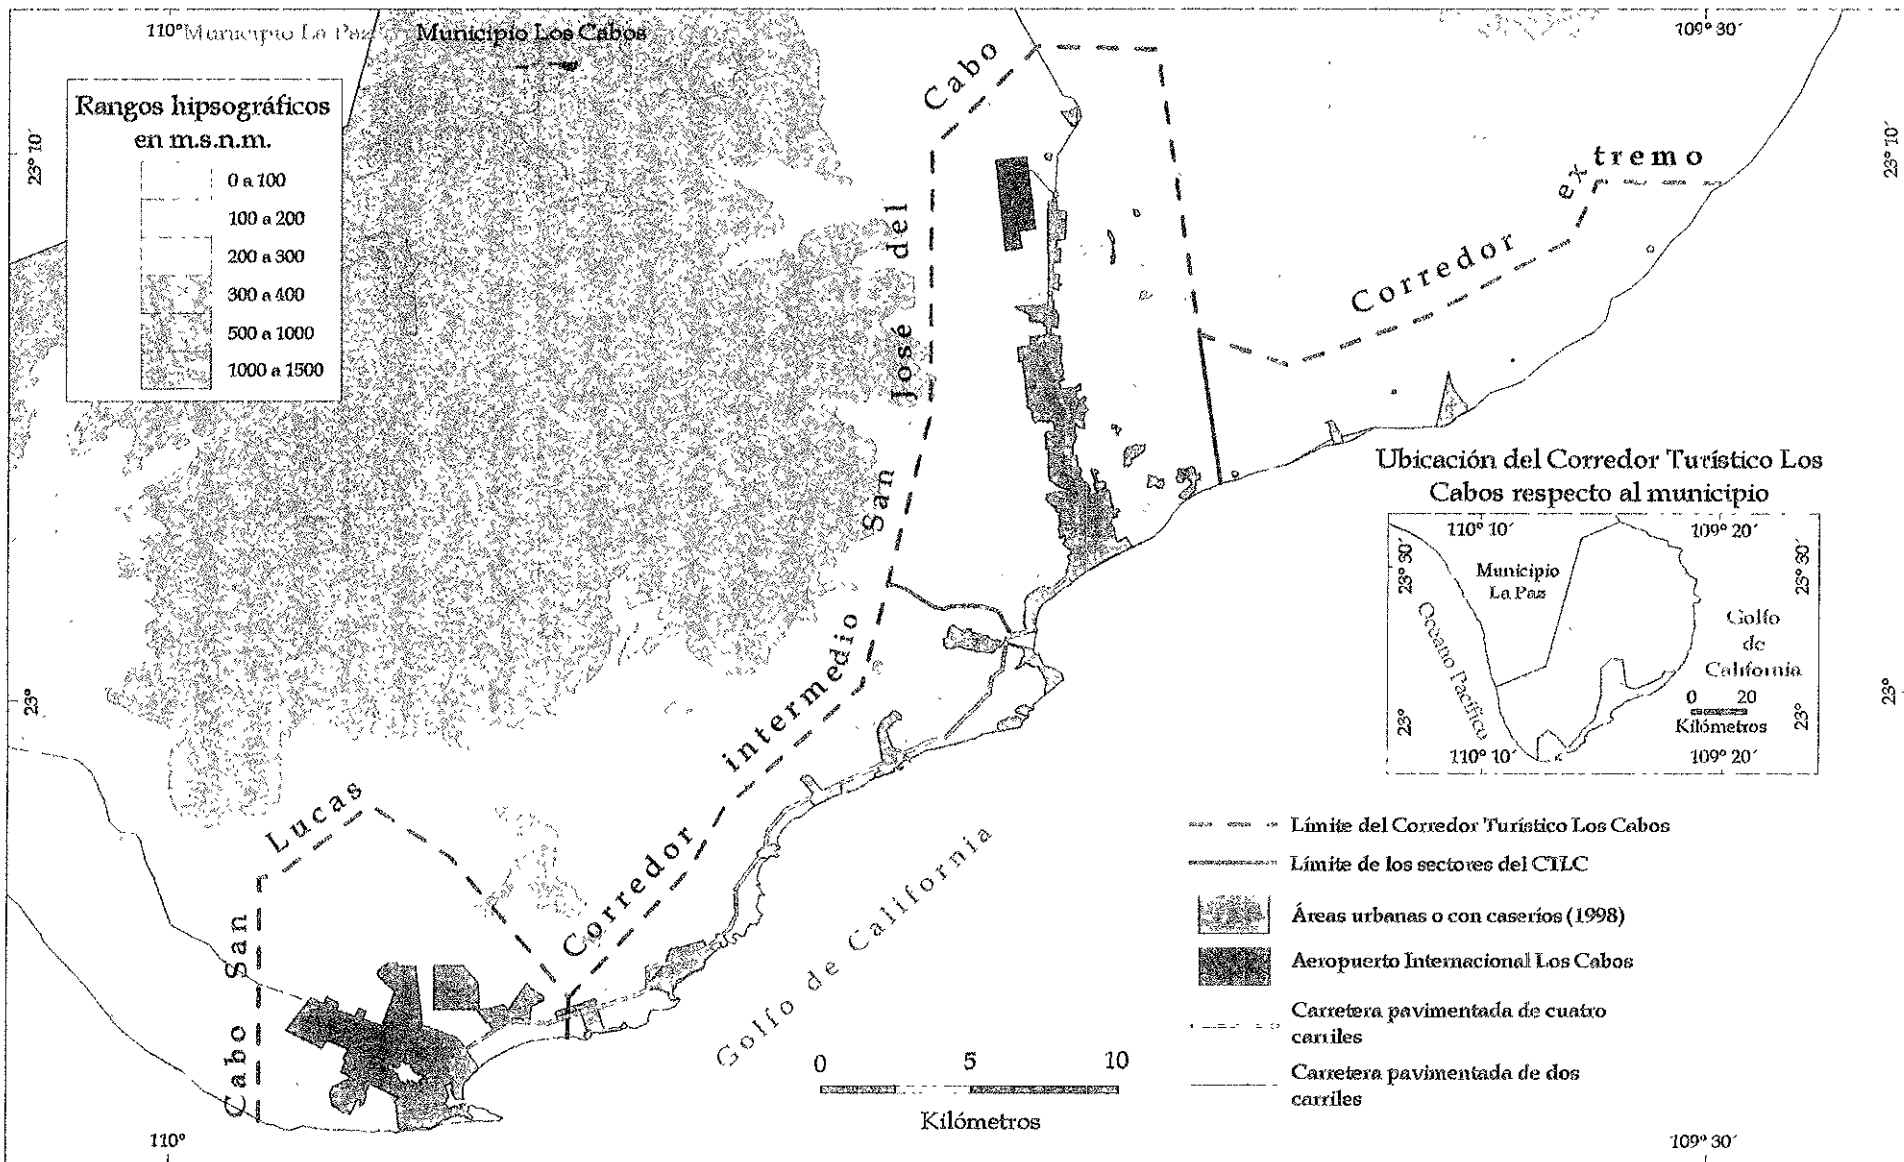 110°
Municipio La Paz
Municipio Los Cabos
109° 30´
Rangos hipsográficos
en m.s.n.m.
0 a 100
100 a 200
200 a 300
300 a 400
500 a 1000
1000 a 1500
23° 10´
23° 10´
San José del Cabo
Corredor extremo
Ubicación del Corredor Turístico Los
Cabos respecto al municipio
110° 10´
109° 20´
23° 30´
23° 30´
Municipio
La Paz
Océano Pacífico
Golfo
de
California
0 20
Kilómetros
23°
23°
110° 10´
109° 20´
23°
23°
Corredor intermedio
Cabo San Lucas
Golfo de California
Límite del Corredor Turístico Los Cabos
Límite de los sectores del CTLC
Áreas urbanas o con caseríos (1998)
Aeropuerto Internacional Los Cabos
Carretera pavimentada de cuatro
carriles
Carretera pavimentada de dos
carriles
0 5 10
Kilómetros
110°
109° 30´